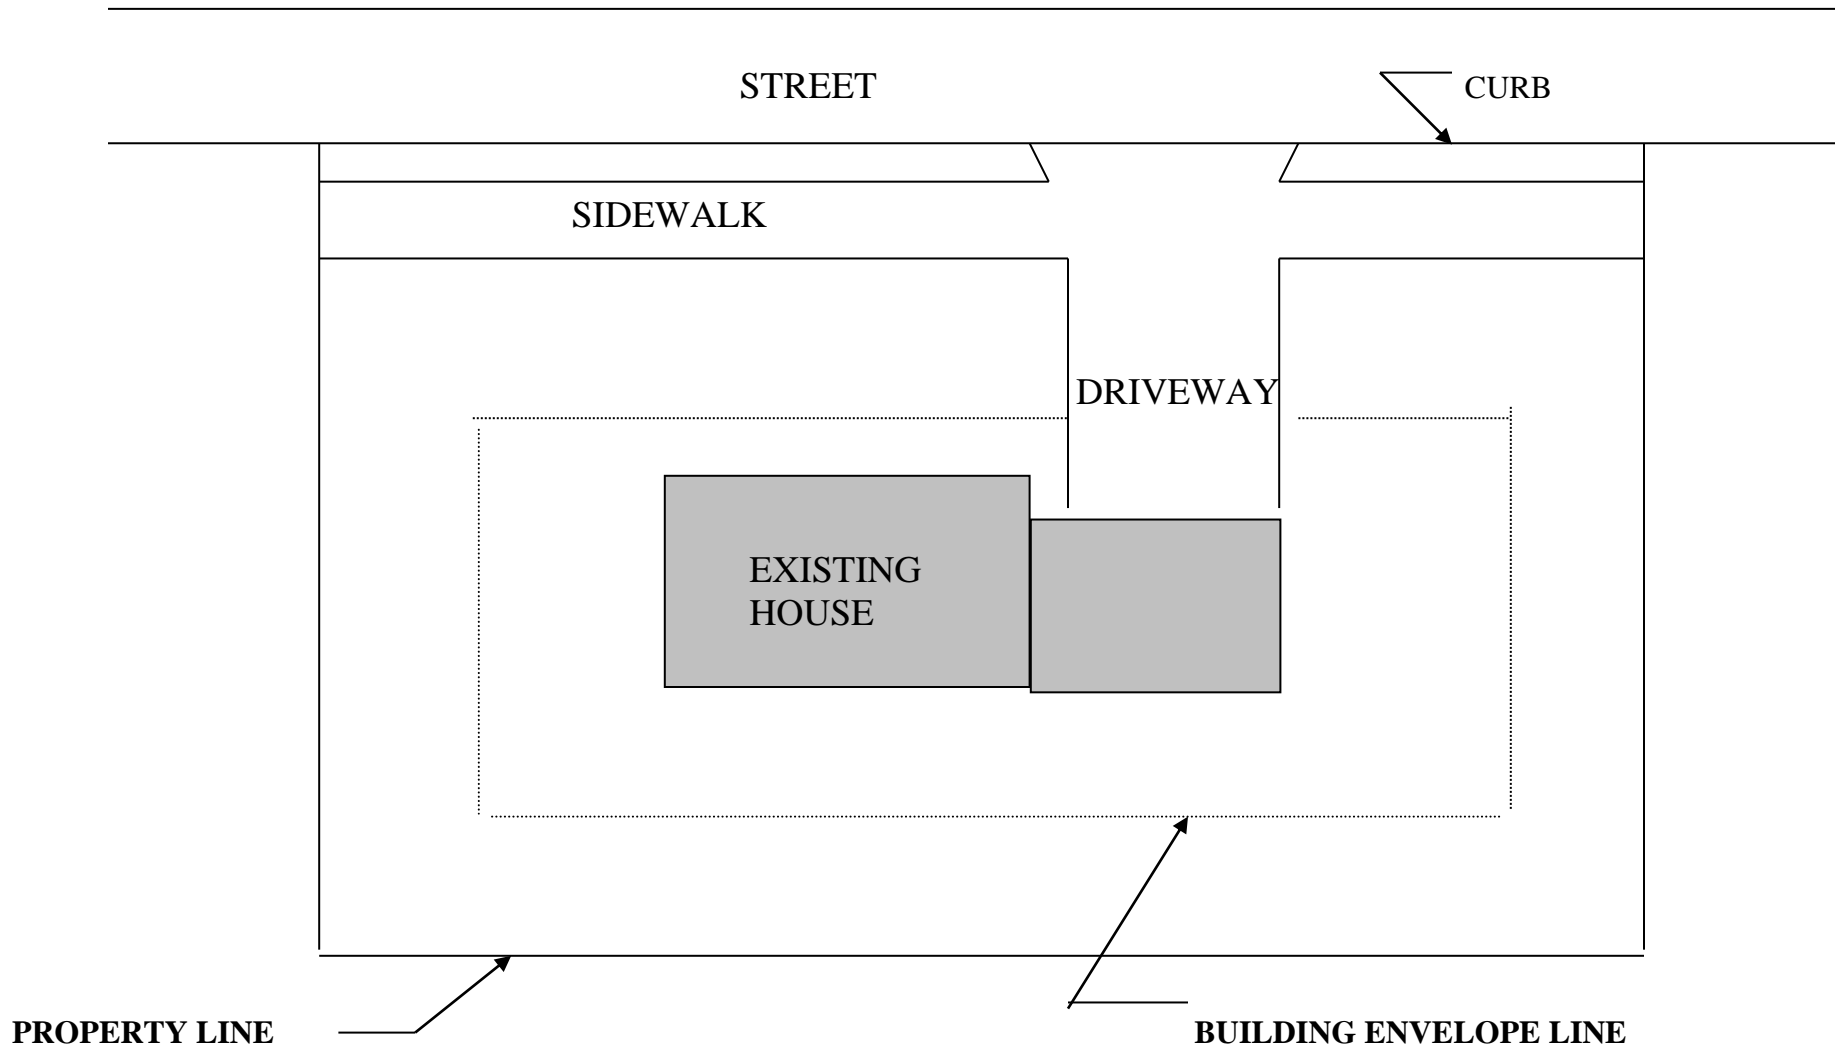 STREET
CURB
SIDEWALK
DRIVEWAY
EXISTING
HOUSE
PROPERTY LINE
BUILDING ENVELOPE LINE